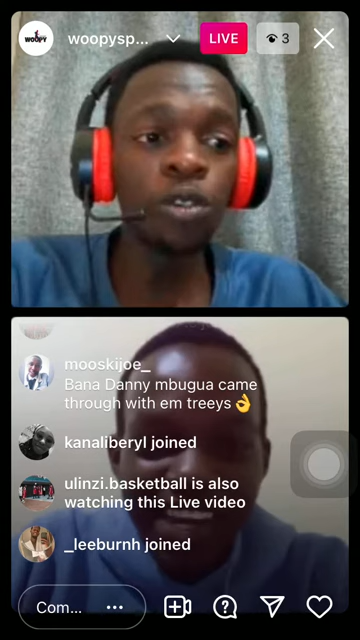 WOOPY
woopysp...
LIVE
3
mooskijoe_
Bana Danny mbugua came
through with em treeys👌
kanaliberyl joined
ulinzi.basketball is also
watching this Live video
_leeburnh joined
Com...